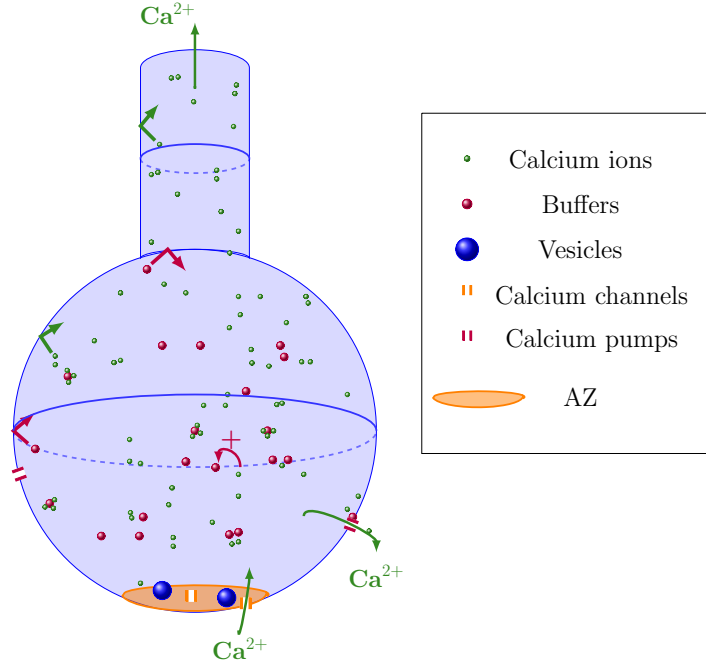 Ca²⁺
Calcium ions
Buffers
Vesicles
Calcium channels
Calcium pumps
AZ
+
Ca²⁺
Ca²⁺